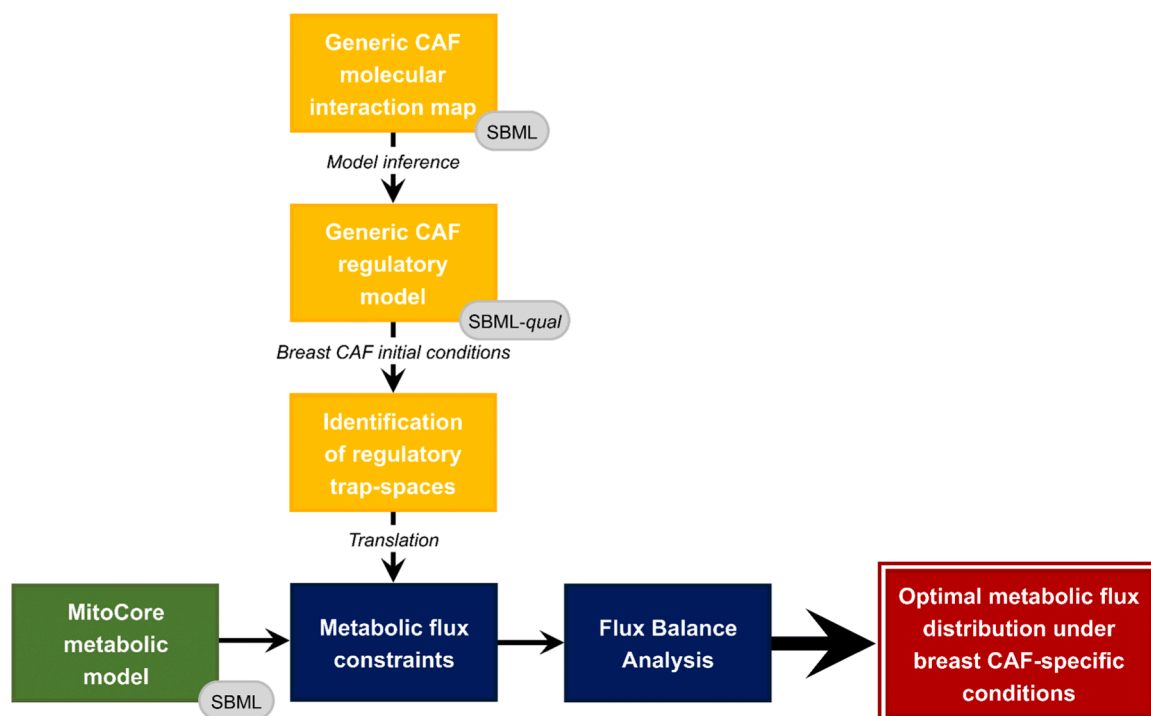 Generic CAF
molecular
interaction map
SBML
Model inference
Generic CAF
regulatory
model
SBML-qual
Breast CAF initial conditions
Identification
of regulatory
trap-spaces
Translation
MitoCore
metabolic
model
SBML
Metabolic flux
constraints
Flux Balance
Analysis
Optimal metabolic flux
distribution under
breast CAF-specific
conditions